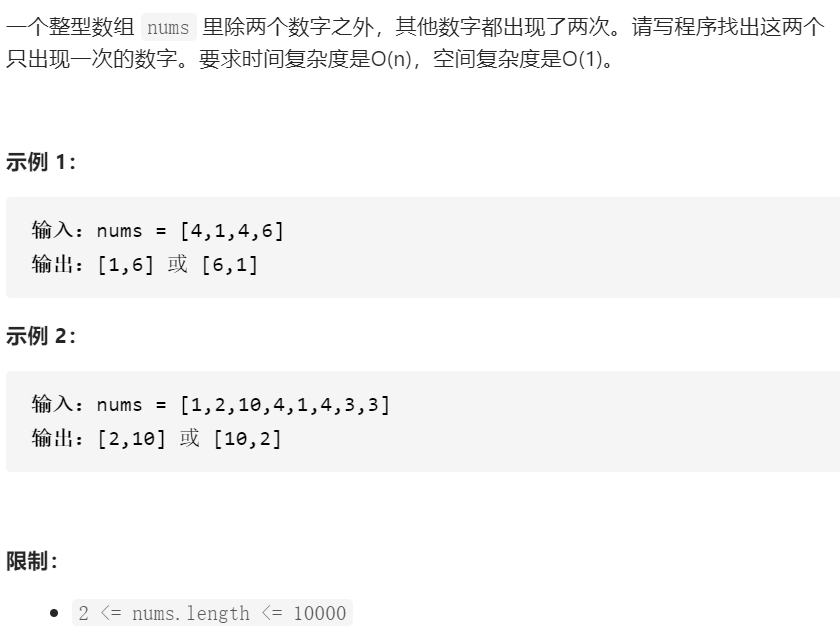 一个整型数组 nums 里除两个数字之外，其他数字都出现了两次。请写程序找出这两个
只出现一次的数字。要求时间复杂度是O(n)，空间复杂度是O(1)。
示例 1：
输入：nums = [4,1,4,6]
输出：[1,6] 或 [6,1]
示例 2：
输入：nums = [1,2,10,4,1,4,3,3]
输出：[2,10] 或 [10,2]
限制：
• 2 <= nums.length <= 10000